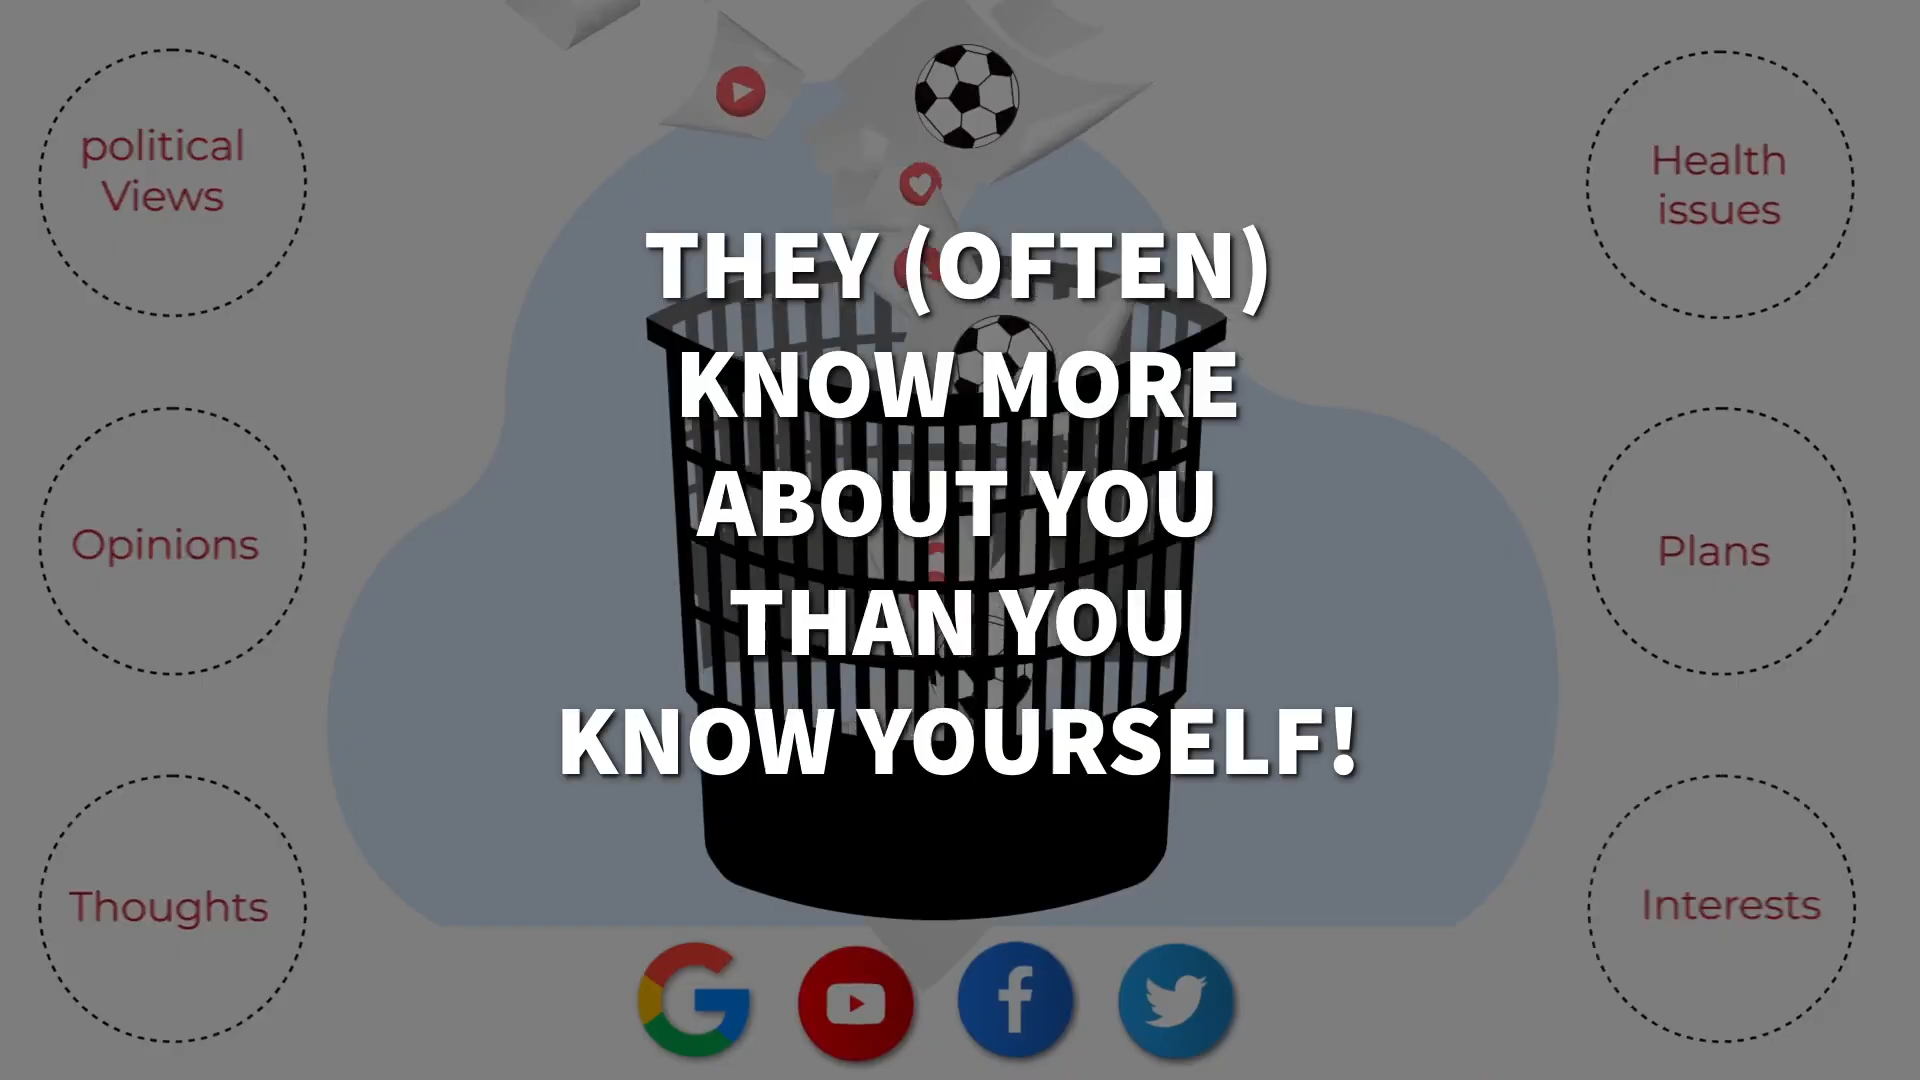 political
Views
Opinions
Thoughts
THEY (OFTEN)
KNOW MORE
ABOUT YOU
THAN YOU
KNOW YOURSELF!
Health
issues
Plans
Interests